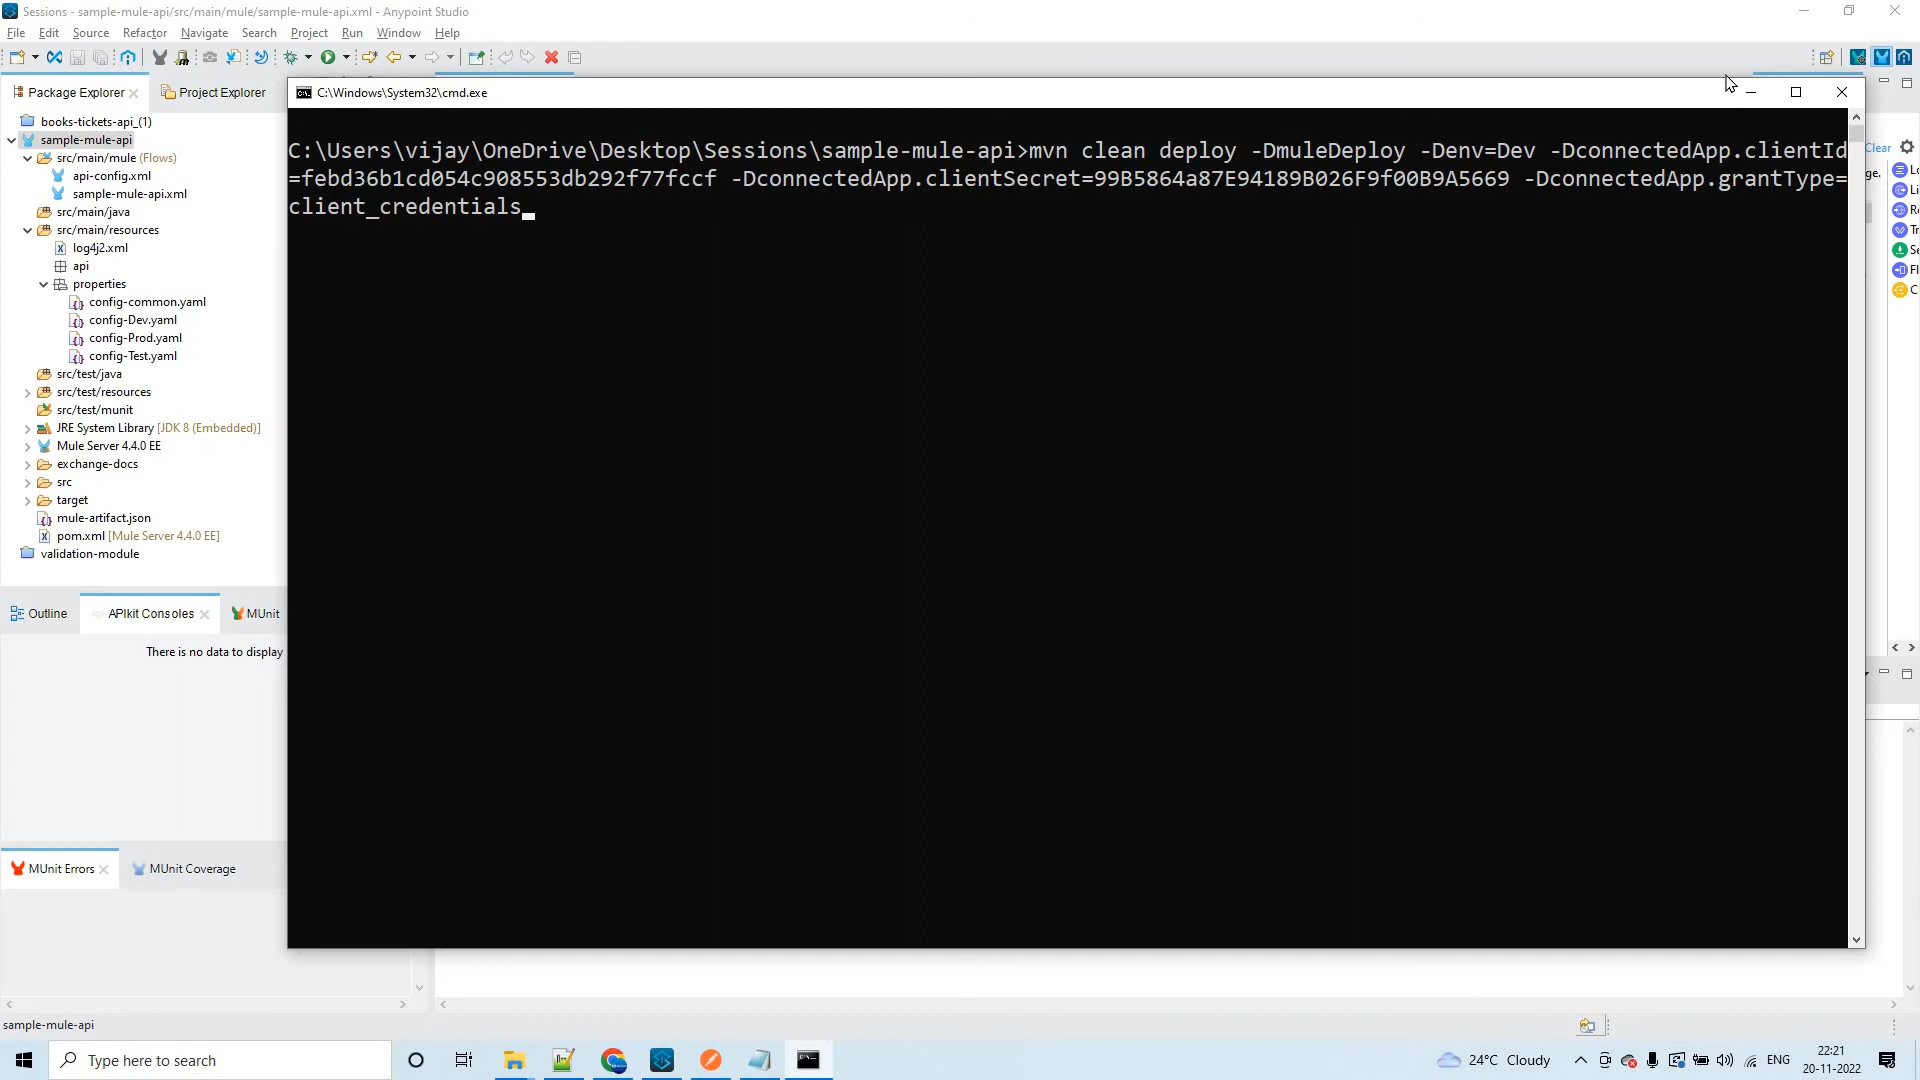 Sessions - sample-mule-api/src/main/mule/sample-mule-api.xml - Anypoint Studio
File Edit Source Refactor Navigate Search Project Run Window Help
Package Explorer Project Explorer
C:\Windows\System32\cmd.exe
books-tickets-api_(1)
sample-mule-api
src/main/mule (Flows)
api-config.xml
sample-mule-api.xml
src/main/java
src/main/resources
log4j2.xml
api
properties
config-common.yaml
config-Dev.yaml
config-Prod.yaml
config-Test.yaml
src/test/java
src/test/resources
src/test/munit
JRE System Library [JDK 8 (Embedded)]
Mule Server 4.4.0 EE
exchange-docs
src
target
mule-artifact.json
pom.xml [Mule Server 4.4.0 EE]
validation-module
C:\Users\vijay\OneDrive\Desktop\Sessions\sample-mule-api>mvn clean deploy -DmuleDeploy -Denv=Dev -DconnectedApp.clientId
=febd36b1cd054c908553db292f77fccf -DconnectedApp.clientSecret=99B5864a87E94189B026F9f00B9A5669 -DconnectedApp.grantType=
client_credentials
Clear
ge.
Outline APIkit Consoles MUnit
There is no data to display
MUnit Errors MUnit Coverage
sample-mule-api
Type here to search
24°C Cloudy
ENG
22:21
20-11-2022